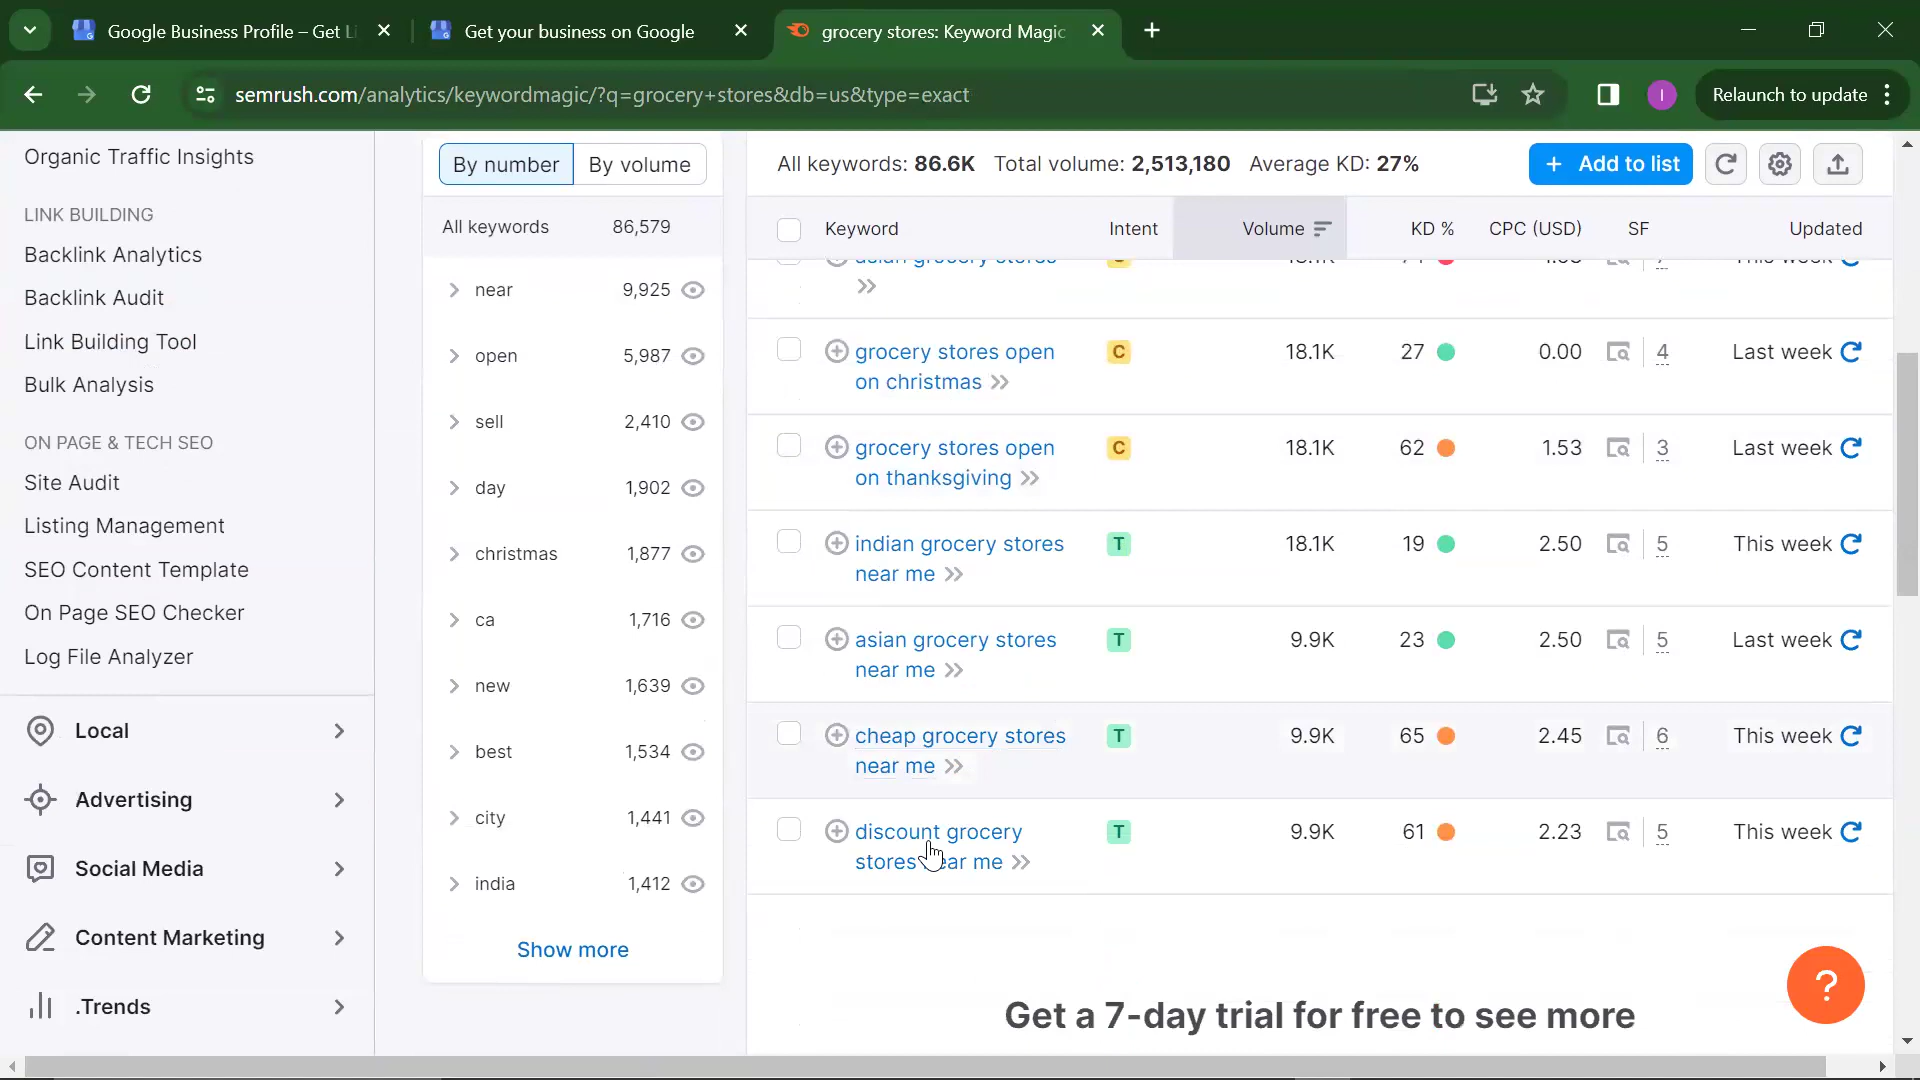 Google Business Profile – Get Li
Get your business on Google
grocery stores: Keyword Magic
semrush.com/analytics/keywordmagic/?q=grocery+stores&db=us&type=exact
I
Relaunch to update
Organic Traffic Insights
LINK BUILDING
Backlink Analytics
Backlink Audit
Link Building Tool
Bulk Analysis
ON PAGE & TECH SEO
Site Audit
Listing Management
SEO Content Template
On Page SEO Checker
Log File Analyzer
Local
Advertising
Social Media
Content Marketing
.Trends
By number By volume
All keywords 86,579
near 9,925
open 5,987
sell 2,410
day 1,902
christmas 1,877
ca 1,716
new 1,639
best 1,534
city 1,441
india 1,412
Show more
All keywords: 86.6K Total volume: 2,513,180 Average KD: 27%
+ Add to list
Keyword Intent Volume KD % CPC (USD) SF Updated
asian grocery stores
grocery stores open C 18.1K 27 0.00 4 Last week
on christmas
grocery stores open C 18.1K 62 1.53 3 Last week
on thanksgiving
indian grocery stores T 18.1K 19 2.50 5 This week
near me
asian grocery stores T 9.9K 23 2.50 5 Last week
near me
cheap grocery stores T 9.9K 65 2.45 6 This week
near me
discount grocery T 9.9K 61 2.23 5 This week
stores near me
Get a 7-day trial for free to see more
?